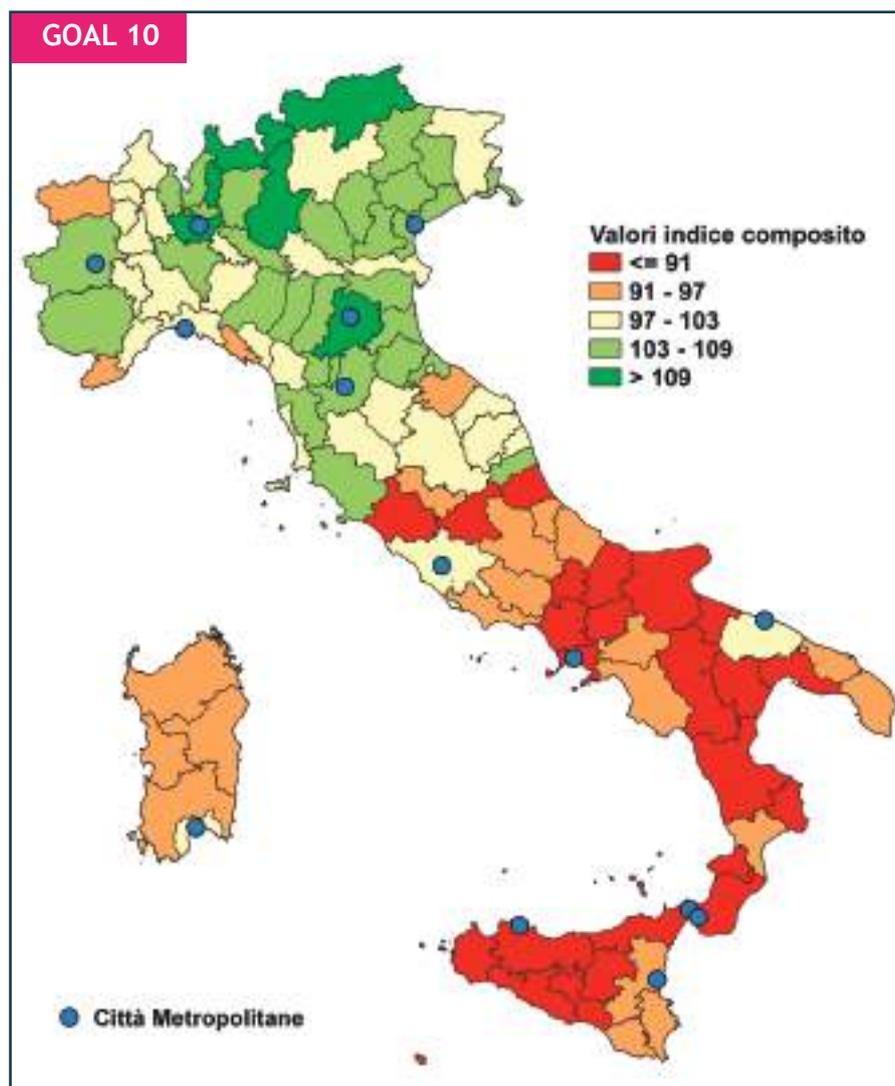 GOAL 10
Valori indice composito
<= 91
91 - 97
97 - 103
103 - 109
> 109
Città Metropolitane